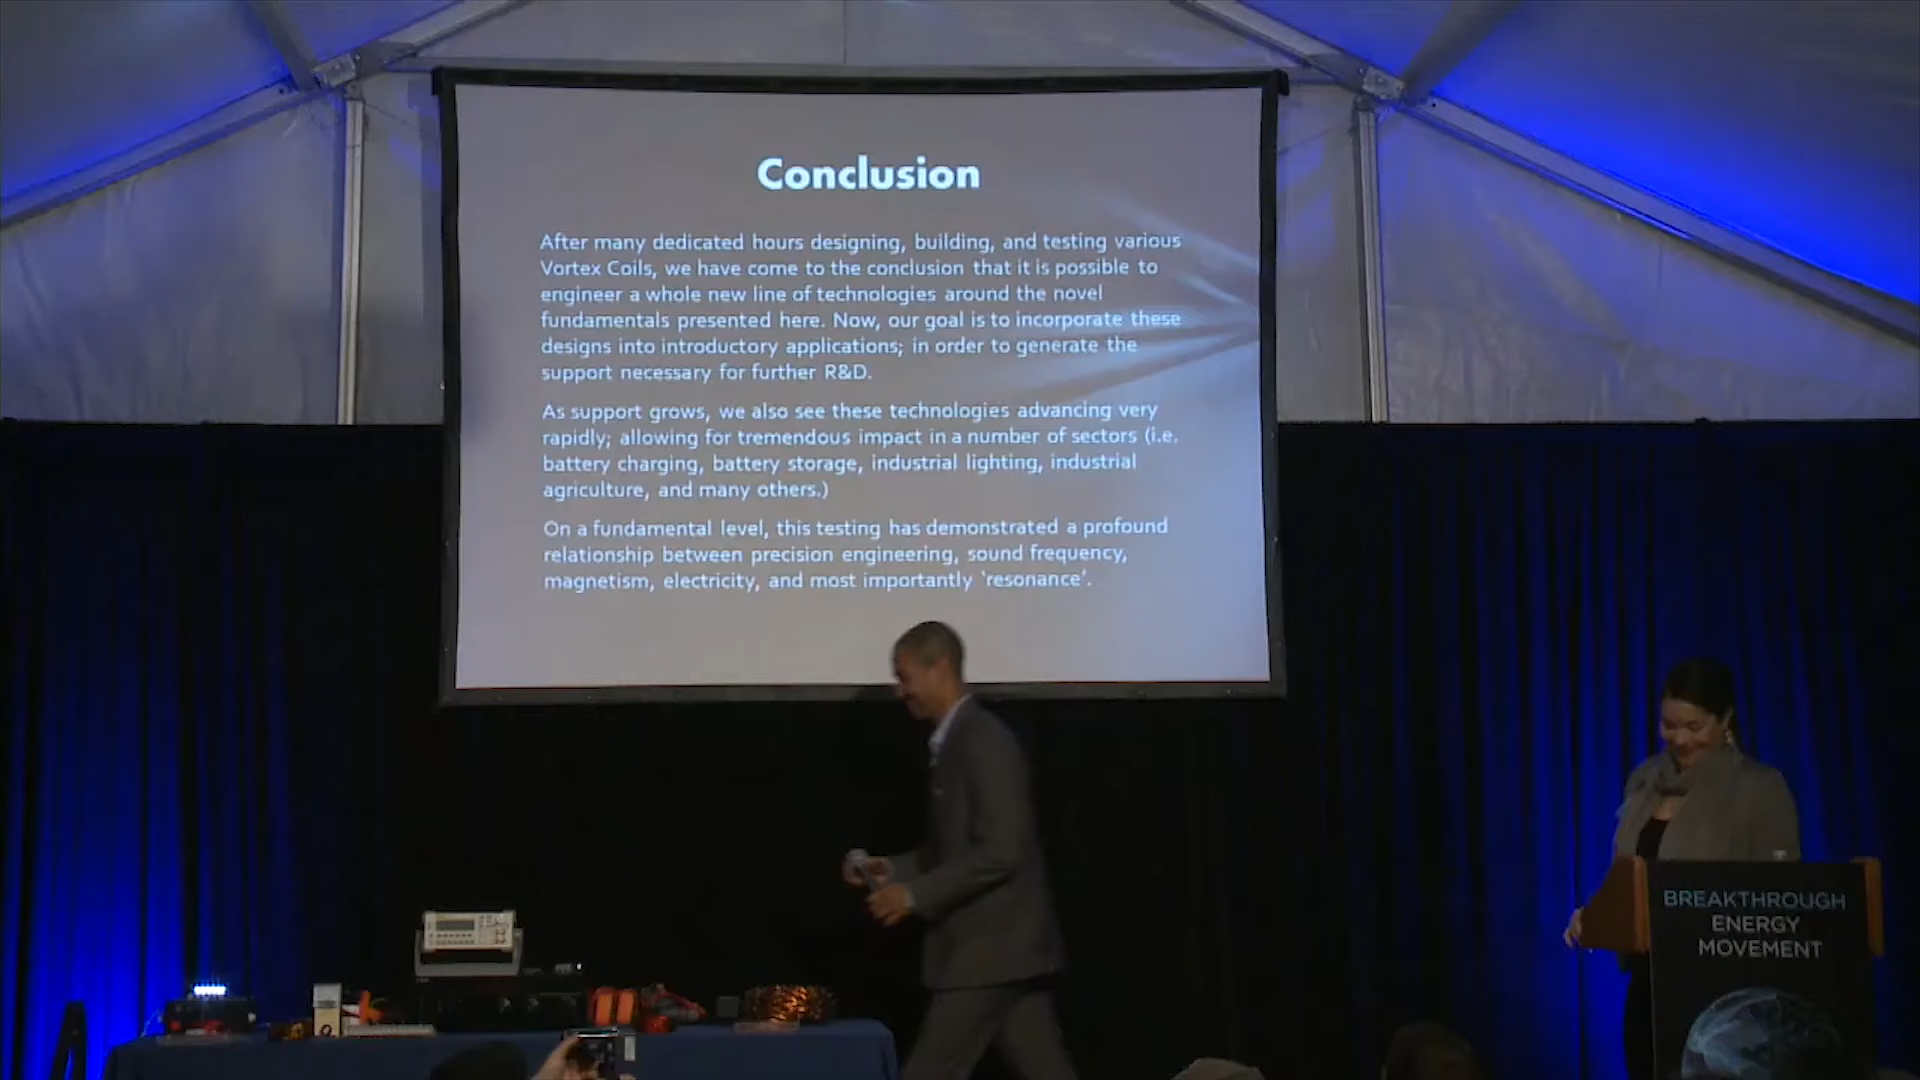 Conclusion
After many dedicated hours designing, building, and testing various
Vortex Coils, we have come to the conclusion that it is possible to
engineer a whole new line of technologies around the novel
fundamentals presented here. Now, our goal is to incorporate these
designs into introductory applications; in order to generate the
support necessary for further R&D.
As support grows, we also see these technologies advancing very
rapidly; allowing for tremendous impact in a number of sectors (i.e.
battery charging, battery storage, industrial lighting, industrial
agriculture, and many others.)
On a fundamental level, this testing has demonstrated a profound
relationship between precision engineering, sound frequency,
magnetism, electricity, and most importantly ‘resonance’.
BREAKTHROUGH
ENERGY
MOVEMENT